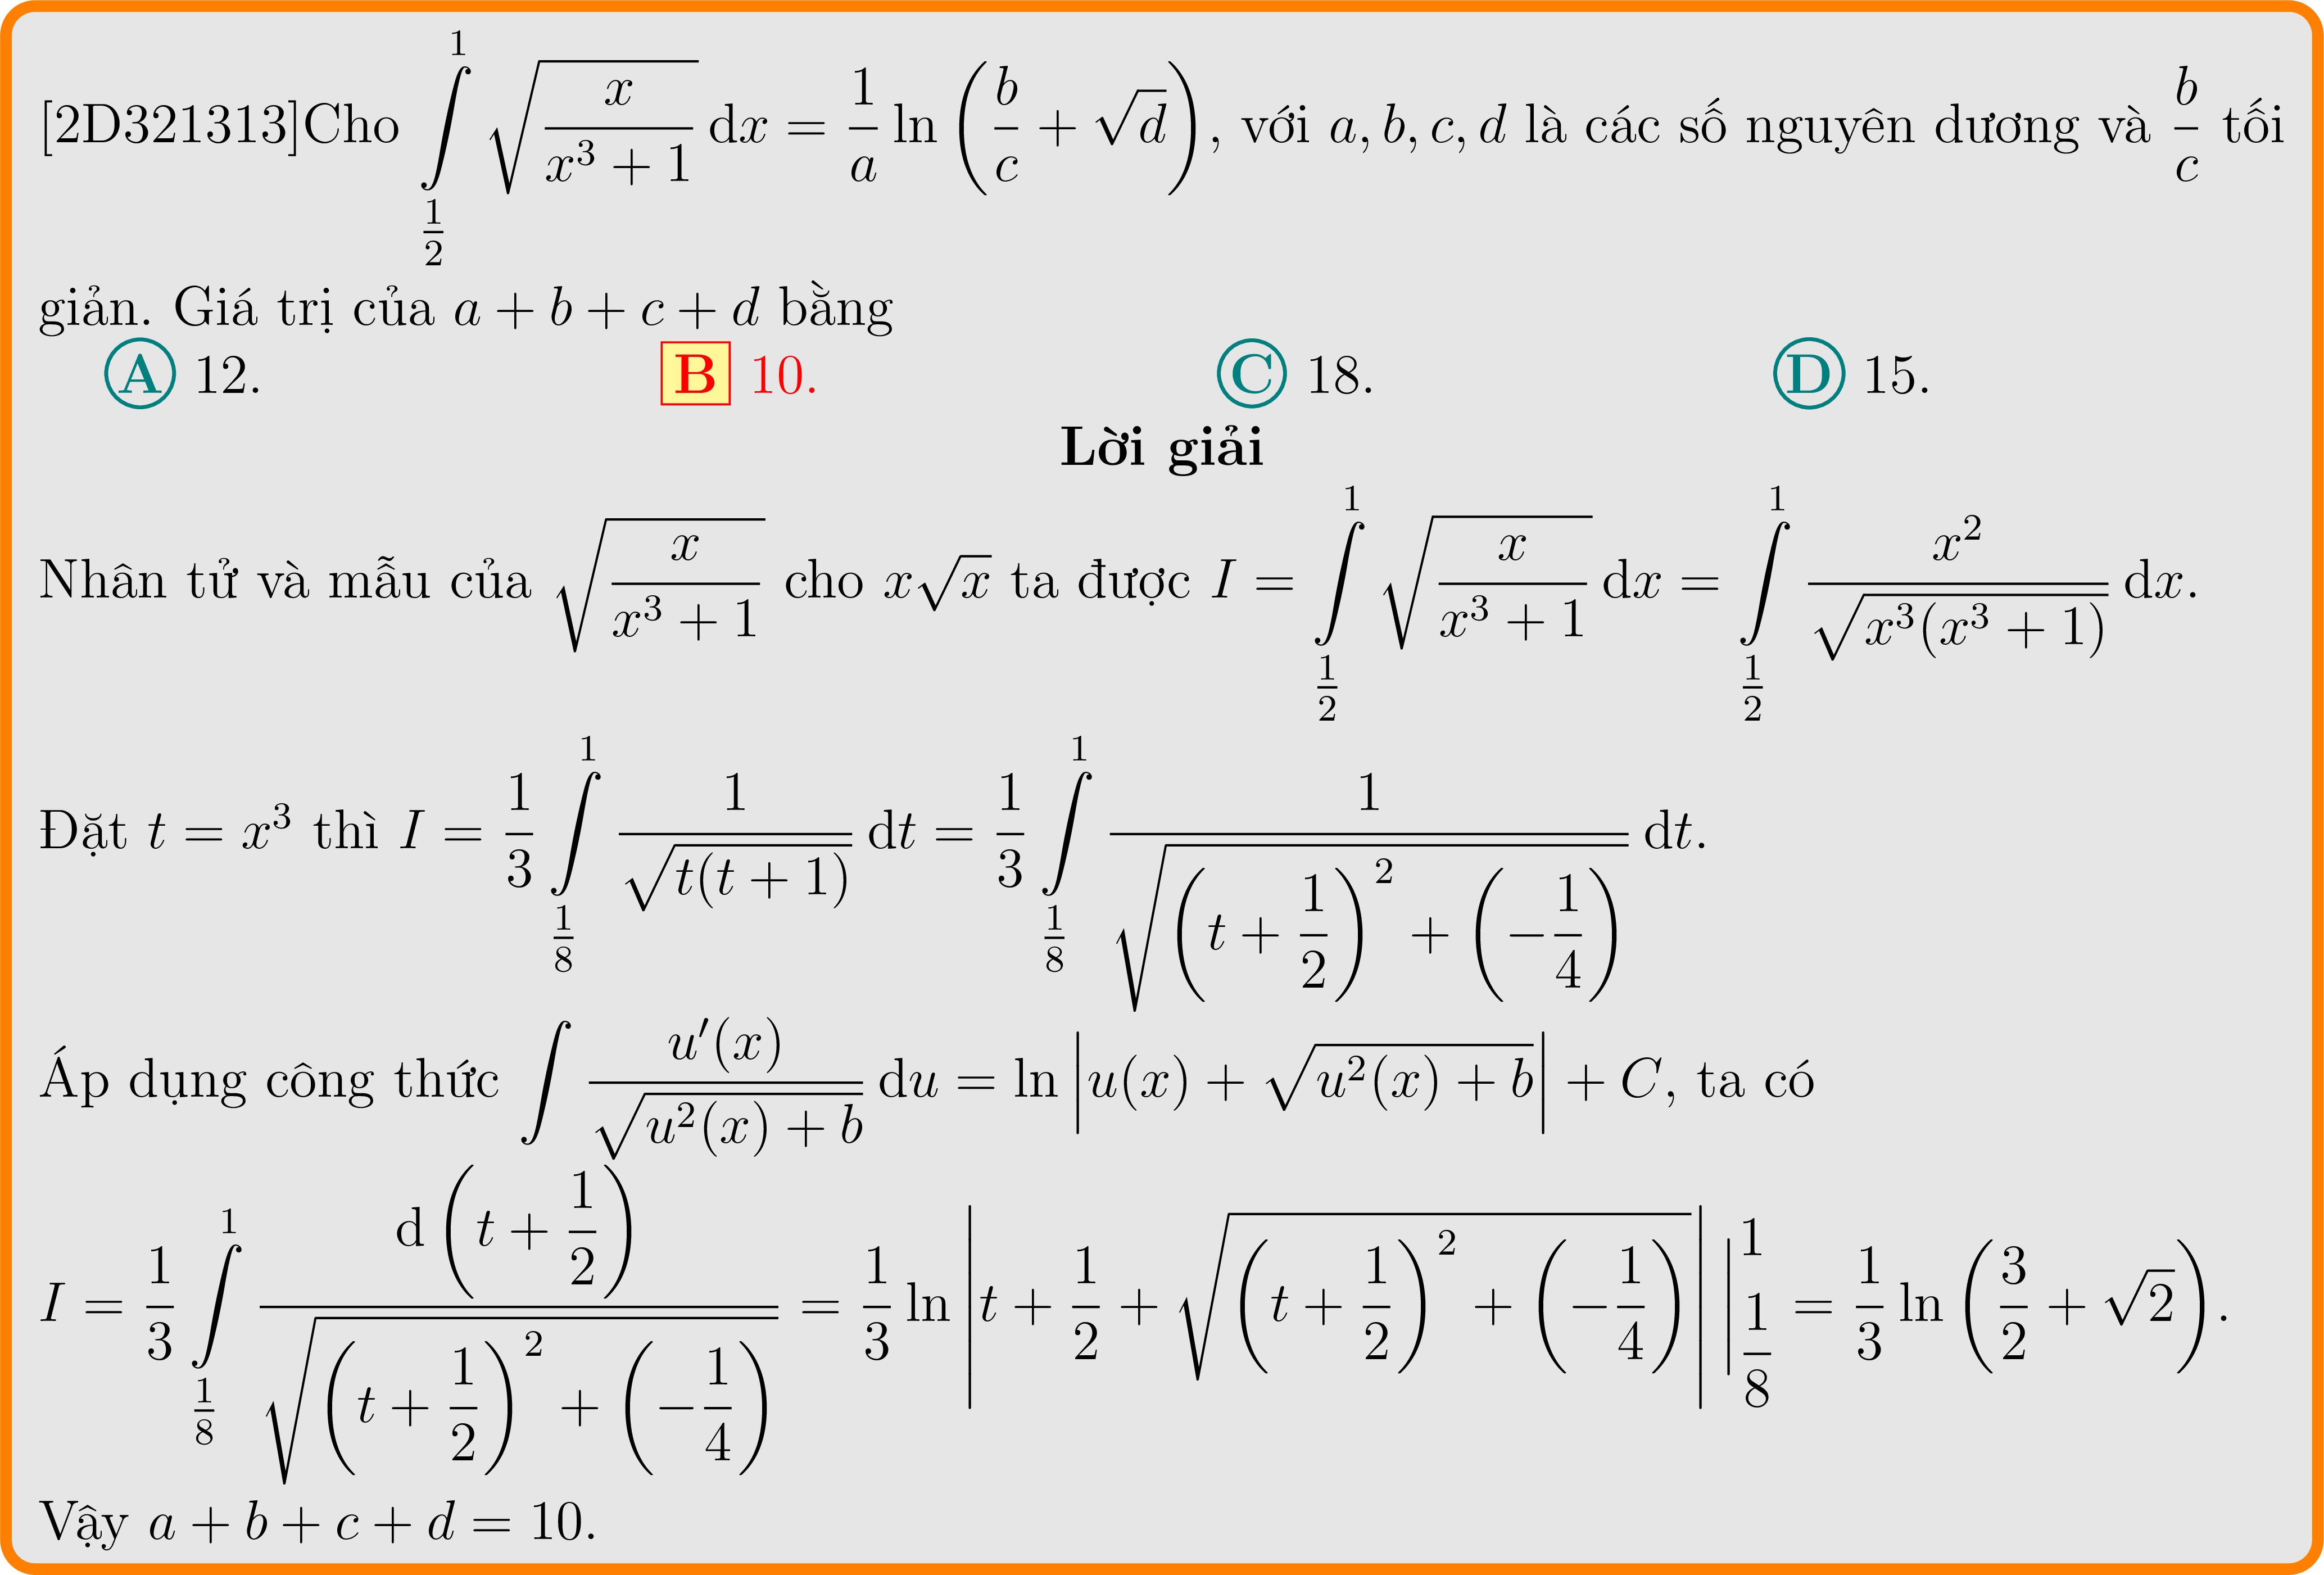 [2D321313]Cho $\int\limits_{\frac{1}{2}}^{1} \sqrt{\frac{x}{x^3+1}}\,\mathrm{d}x = \frac{1}{a}\ln\left(\frac{b}{c}+\sqrt{d}\right)$, với $a, b, c, d$ là các số nguyên dương và $\frac{b}{c}$ tối
giản. Giá trị của $a + b + c + d$ bằng
A 12. B 10. C 18. D 15.
Lời giải
Nhân tử và mẫu của $\sqrt{\frac{x}{x^3+1}}$ cho $x\sqrt{x}$ ta được $I = \int\limits_{\frac{1}{2}}^{1} \sqrt{\frac{x}{x^3+1}}\,\mathrm{d}x = \int\limits_{\frac{1}{2}}^{1} \frac{x^2}{\sqrt{x^3(x^3+1)}}\,\mathrm{d}x.$
Đặt $t = x^3$ thì $I = \frac{1}{3}\int\limits_{\frac{1}{8}}^{1} \frac{1}{\sqrt{t(t+1)}}\,\mathrm{d}t = \frac{1}{3}\int\limits_{\frac{1}{8}}^{1} \frac{1}{\sqrt{\left(t+\frac{1}{2}\right)^2+\left(-\frac{1}{4}\right)}}\,\mathrm{d}t.$
Áp dụng công thức $\int \frac{u'(x)}{\sqrt{u^2(x)+b}}\,\mathrm{d}u = \ln\left|u(x)+\sqrt{u^2(x)+b}\right| + C$, ta có
$I = \frac{1}{3}\int\limits_{\frac{1}{8}}^{1} \frac{\mathrm{d}\left(t+\frac{1}{2}\right)}{\sqrt{\left(t+\frac{1}{2}\right)^2+\left(-\frac{1}{4}\right)}} = \frac{1}{3}\ln\left|t+\frac{1}{2}+\sqrt{\left(t+\frac{1}{2}\right)^2+\left(-\frac{1}{4}\right)}\right|\Bigg|_{\frac{1}{8}}^{1} = \frac{1}{3}\ln\left(\frac{3}{2}+\sqrt{2}\right).$
Vậy $a + b + c + d = 10.$